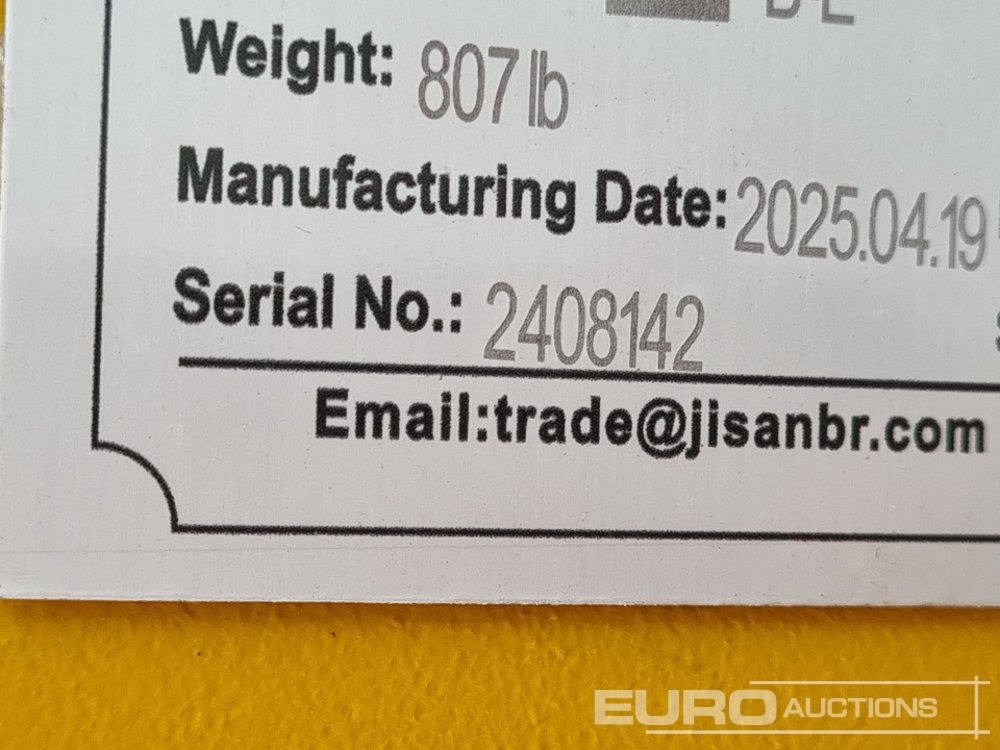 Weight: 807 lb
Manufacturing Date: 2025.04.19
Serial No.: 2408142
Email:trade@jisanbr.com
EURO AUCTIONS